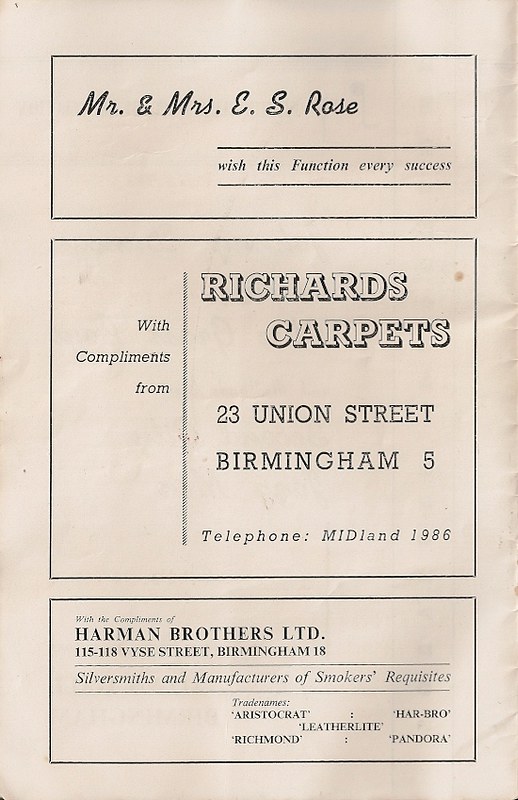 Mr. & Mrs. E. S. Rose
wish this Function every success
With
Compliments
from
RICHARDS
CARPETS
23 UNION STREET
BIRMINGHAM 5
Telephone: MIDland 1986
With the Compliments of
HARMAN BROTHERS LTD.
115-118 VYSE STREET, BIRMINGHAM 18
Silversmiths and Manufacturers of Smokers' Requisites
Tradenames:
'ARISTOCRAT' : 'HAR-BRO'
'LEATHERLITE'
'RICHMOND' : 'PANDORA'